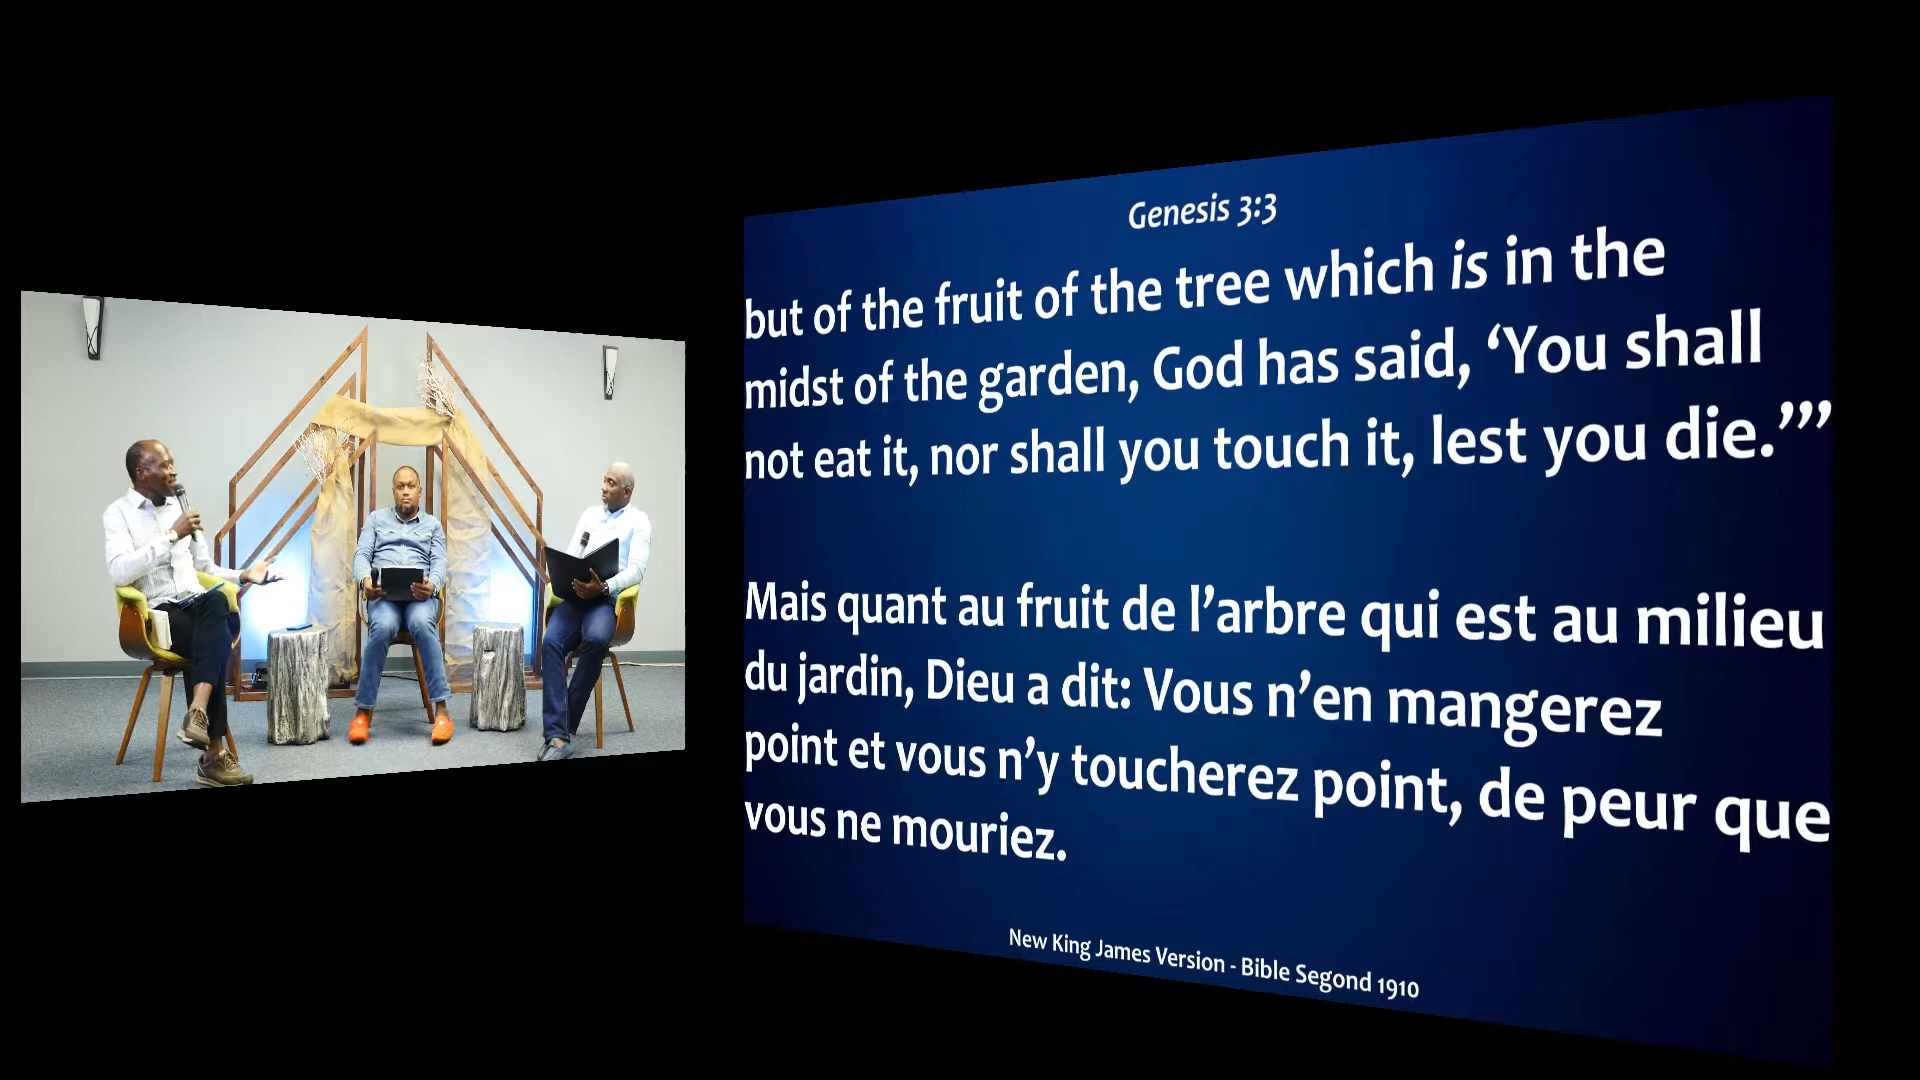 Genesis 3:3
but of the fruit of the tree which is in the
midst of the garden, God has said, ‘You shall
not eat it, nor shall you touch it, lest you die.’”
Mais quant au fruit de l’arbre qui est au milieu
du jardin, Dieu a dit: Vous n’en mangerez
point et vous n’y toucherez point, de peur que
vous ne mouriez.
New King James Version - Bible Segond 1910